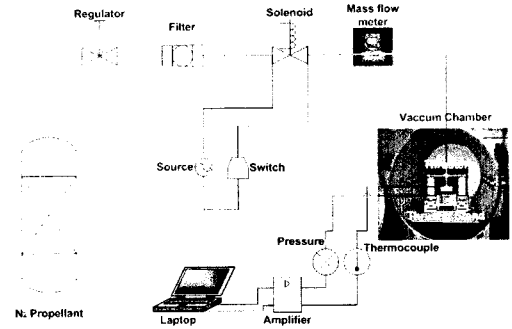 Regulator
Filter
Solenoid
Mass flow
meter
Vaccum Chamber
Source
Switch
Pressure
Thermocouple
N₂ Propellant
Laptop
Amplifier